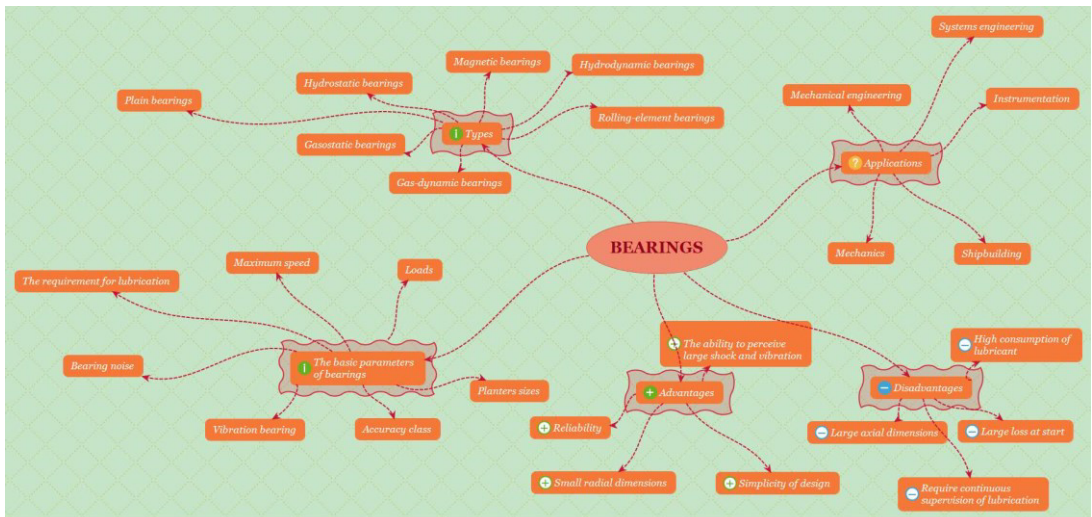 Systems engineering
Magnetic bearings
Hydrodynamic bearings
Hydrostatic bearings
Mechanical engineering
Instrumentation
Plain bearings
Rolling-element bearings
Types
Gasostatic bearings
Applications
Gas-dynamic bearings
BEARINGS
Mechanics
Shipbuilding
Maximum speed
Loads
The requirement for lubrication
The ability to perceive
large shock and vibration
High consumption of
lubricant
Bearing noise
The basic parameters
of bearings
Planters sizes
Advantages
Disadvantages
Vibration bearing
Accuracy class
Reliability
Large axial dimensions
Large loss at start
Small radial dimensions
Simplicity of design
Require continuous
supervision of lubrication